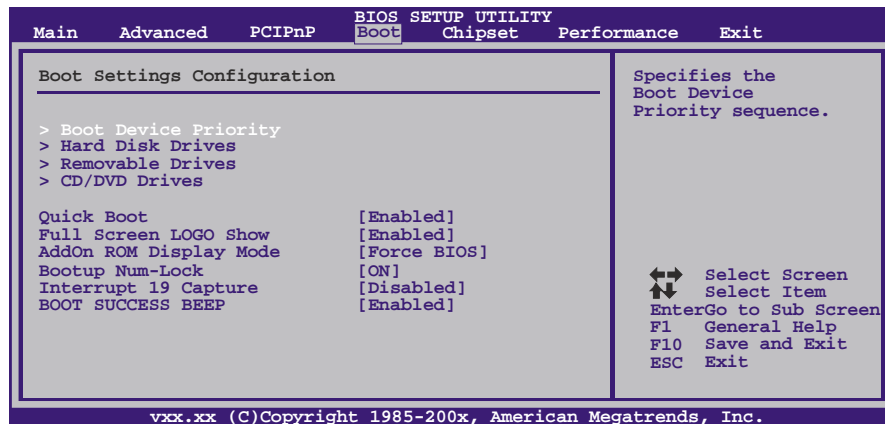 BIOS SETUP UTILITY
Main Advanced PCIPnP Boot Chipset Performance Exit
Boot Settings Configuration
> Boot Device Priority
> Hard Disk Drives
> Removable Drives
> CD/DVD Drives
Quick Boot [Enabled]
Full Screen LOGO Show [Enabled]
AddOn ROM Display Mode [Force BIOS]
Bootup Num-Lock [ON]
Interrupt 19 Capture [Disabled]
BOOT SUCCESS BEEP [Enabled]
Specifies the
Boot Device
Priority sequence.
Select Screen
Select Item
EnterGo to Sub Screen
F1 General Help
F10 Save and Exit
ESC Exit
vxx.xx (C)Copyright 1985-200x, American Megatrends, Inc.